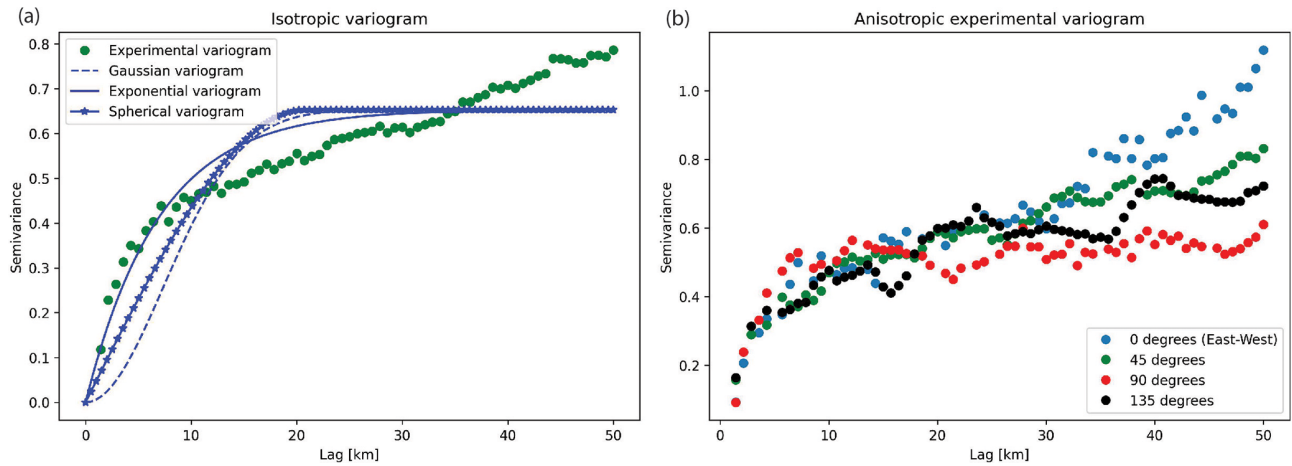 (a)
Isotropic variogram
Experimental variogram
Gaussian variogram
Exponential variogram
Spherical variogram
Semivariance
0.8
0.7
0.6
0.5
0.4
0.3
0.2
0.1
0.0
0 10 20 30 40 50
Lag [km]
(b)
Anisotropic experimental variogram
Semivariance
1.0
0.8
0.6
0.4
0.2
0 degrees (East-West)
45 degrees
90 degrees
135 degrees
0 10 20 30 40 50
Lag [km]